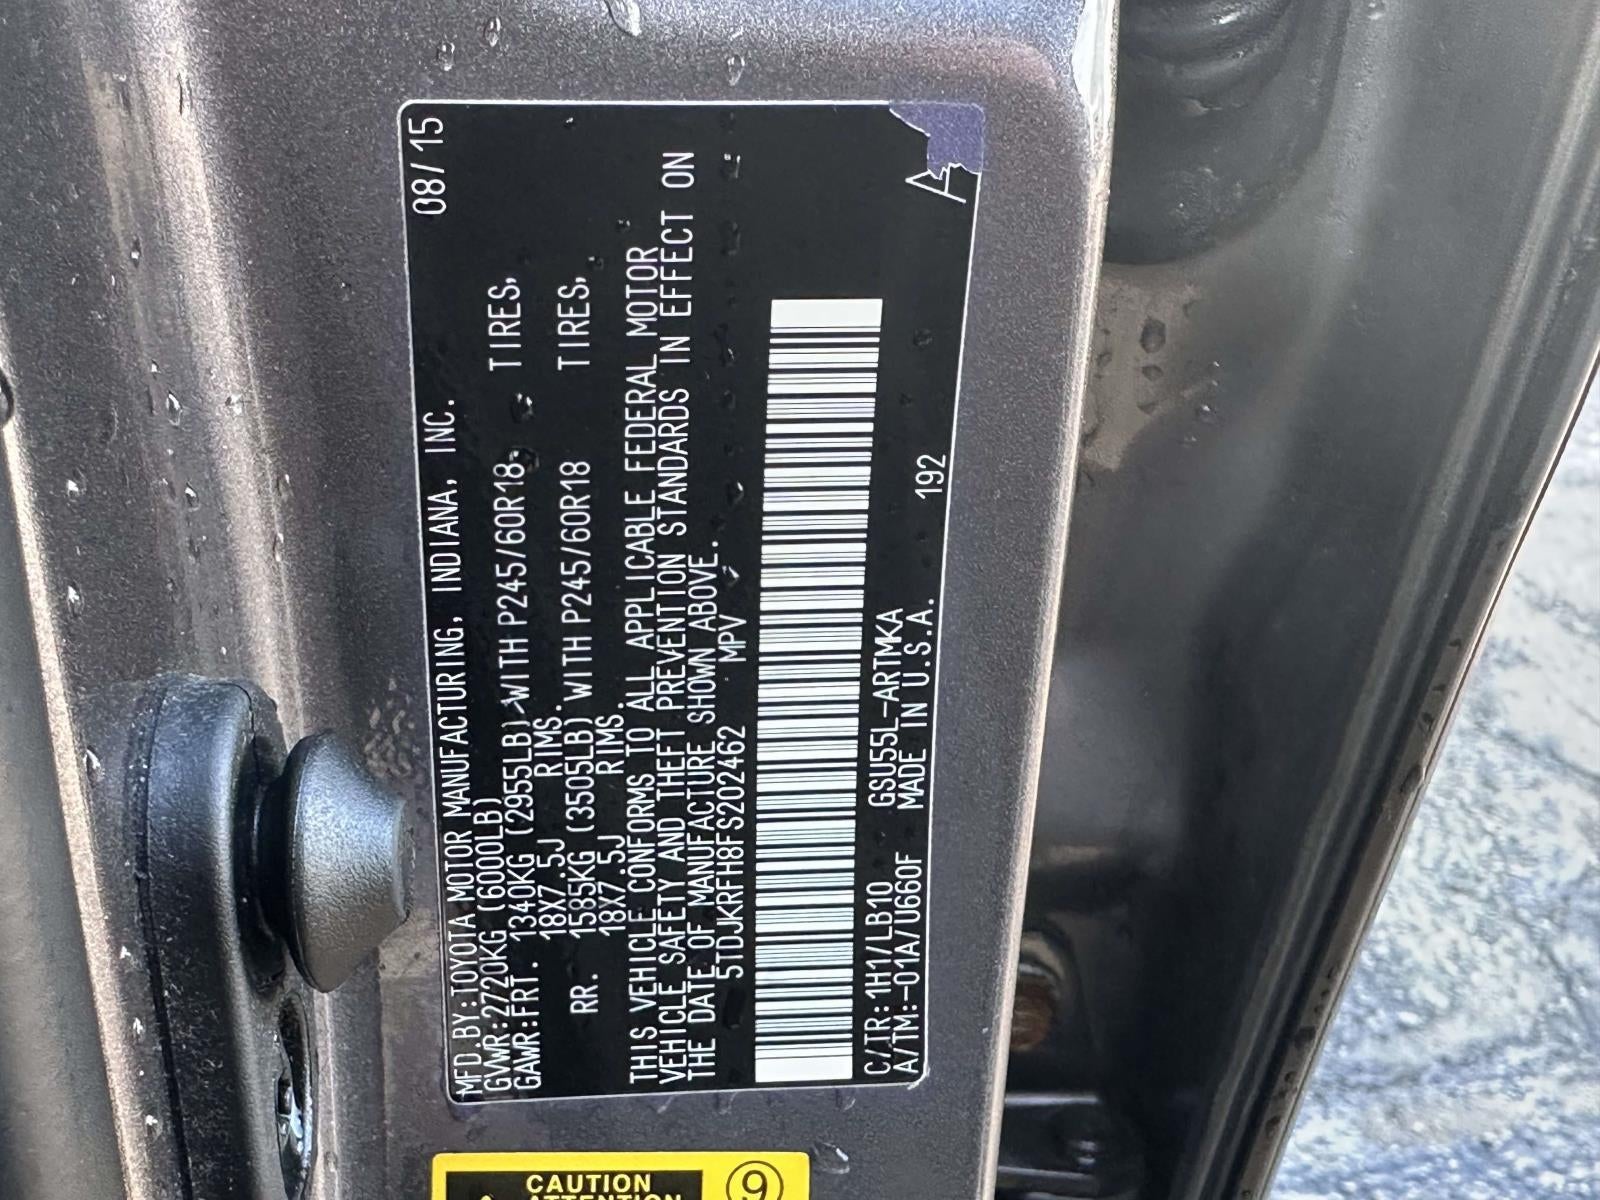 MFD.BY:TOYOTA MOTOR MANUFACTURING, INDIANA, INC. 08/15
GVWR:2720KG (6000LB)
GAWR:FRT. 1340KG (2955LB) WITH P245/60R18 TIRES,
18X7.5J RIMS.
RR. 1585KG (3505LB) WITH P245/60R18 TIRES,
18X7.5J RIMS.
THIS VEHICLE CONFORMS TO ALL APPLICABLE FEDERAL MOTOR
VEHICLE SAFETY AND THEFT PREVENTION STANDARDS IN EFFECT ON
THE DATE OF MANUFACTURE SHOWN ABOVE.
5TDJKRFH8FS202462 MPV
C/TR:1H1/LB10 GSU55L-ARTMKA
A/TM:-01A/U660F MADE IN U.S.A. 192
A
CAUTION
ATTENTION
9